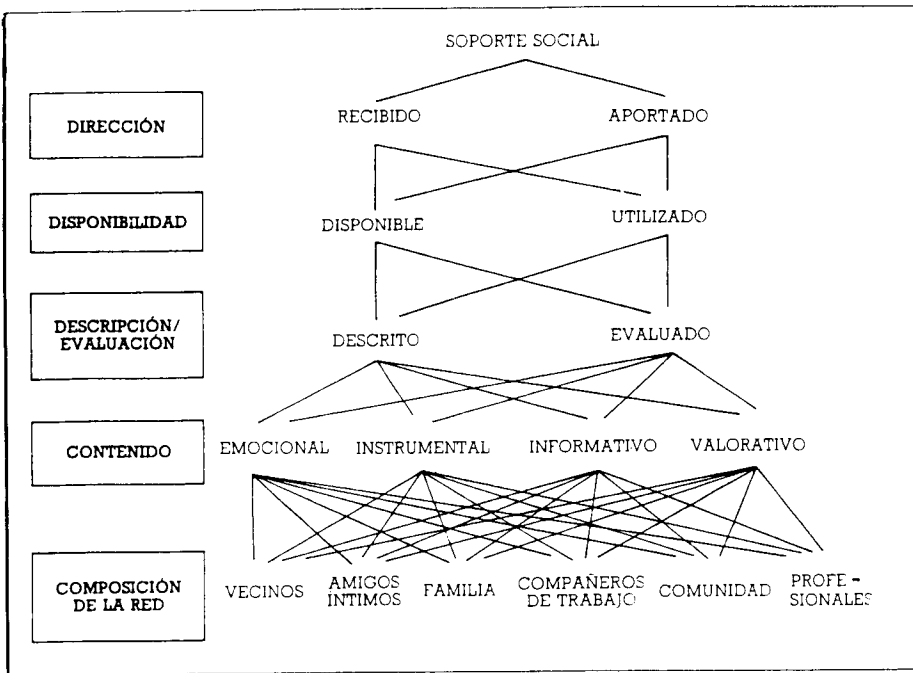 SOPORTE SOCIAL
DIRECCIÓN
RECIBIDO
APORTADO
DISPONIBILIDAD
DISPONIBLE
UTILIZADO
DESCRIPCIÓN/
EVALUACIÓN
DESCRITO
EVALUADO
CONTENIDO
EMOCIONAL
INSTRUMENTAL
INFORMATIVO
VALORATIVO
COMPOSICIÓN
DE LA RED
VECINOS
AMIGOS
ÍNTIMOS
FAMILIA
COMPAÑEROS
DE TRABAJO
COMUNIDAD
PROFE-
SIONALES